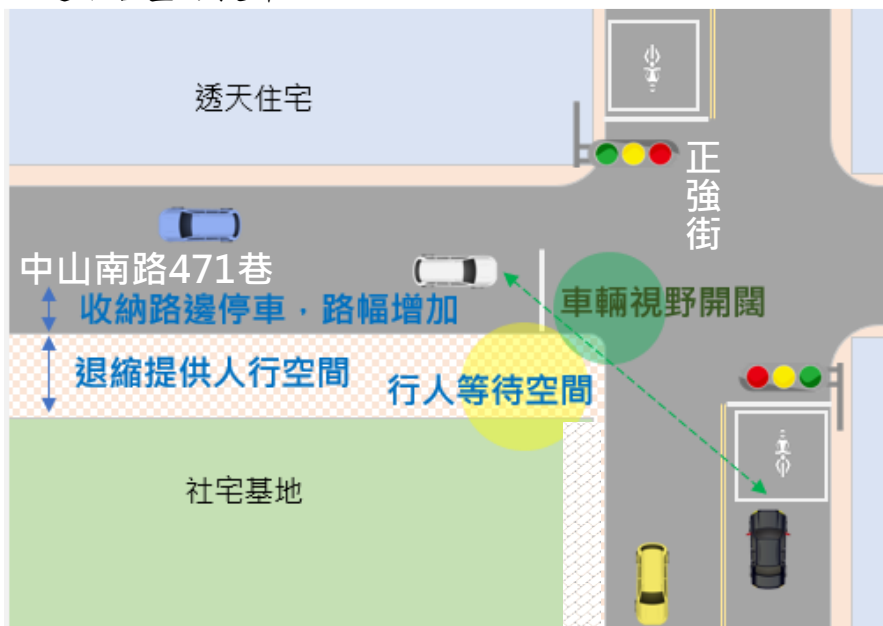 透天住宅
正強街
中山南路471巷
收納路邊停車，路幅增加
車輛視野開闊
退縮提供人行空間
行人等待空間
社宅基地